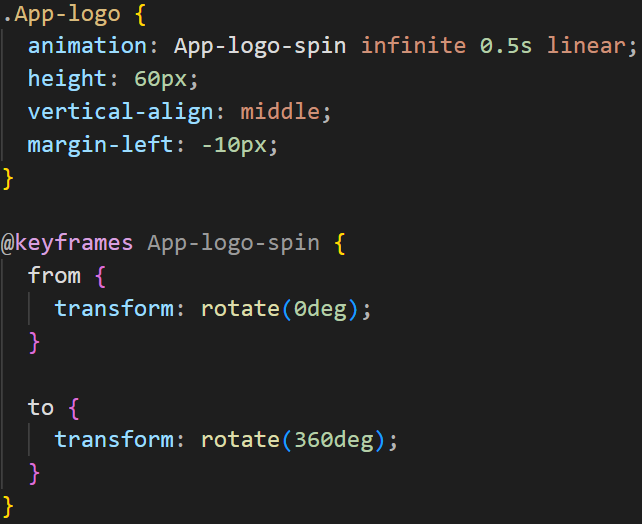 .App-logo {
  animation: App-logo-spin infinite 0.5s linear;
  height: 60px;
  vertical-align: middle;
  margin-left: -10px;
}

@keyframes App-logo-spin {
  from {
    transform: rotate(0deg);
  }

  to {
    transform: rotate(360deg);
  }
}